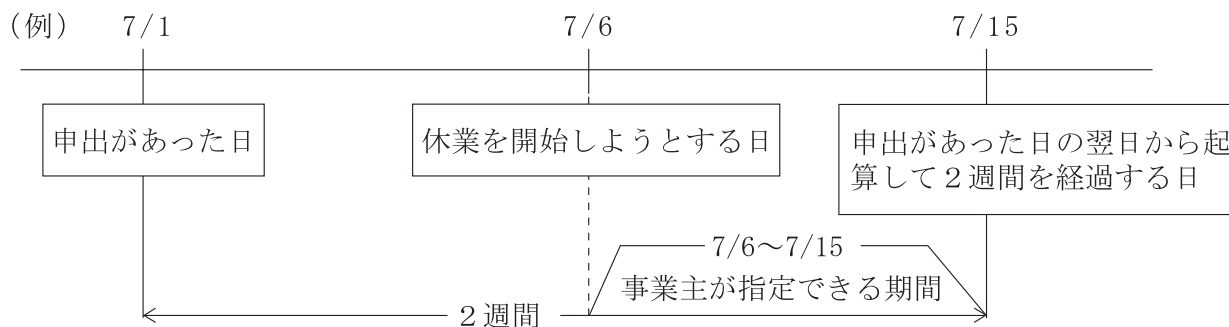 （例） 7/1 7/6 7/15
申出があった日
休業を開始しようとする日
申出があった日の翌日から起
算して２週間を経過する日
7/6～7/15
事業主が指定できる期間
２週間